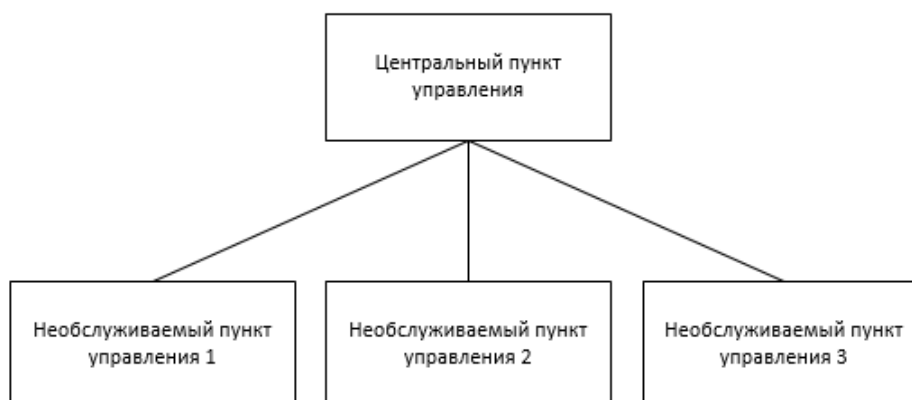 Центральный пункт
управления
Необслуживаемый пункт
управления 1
Необслуживаемый пункт
управления 2
Необслуживаемый пункт
управления 3